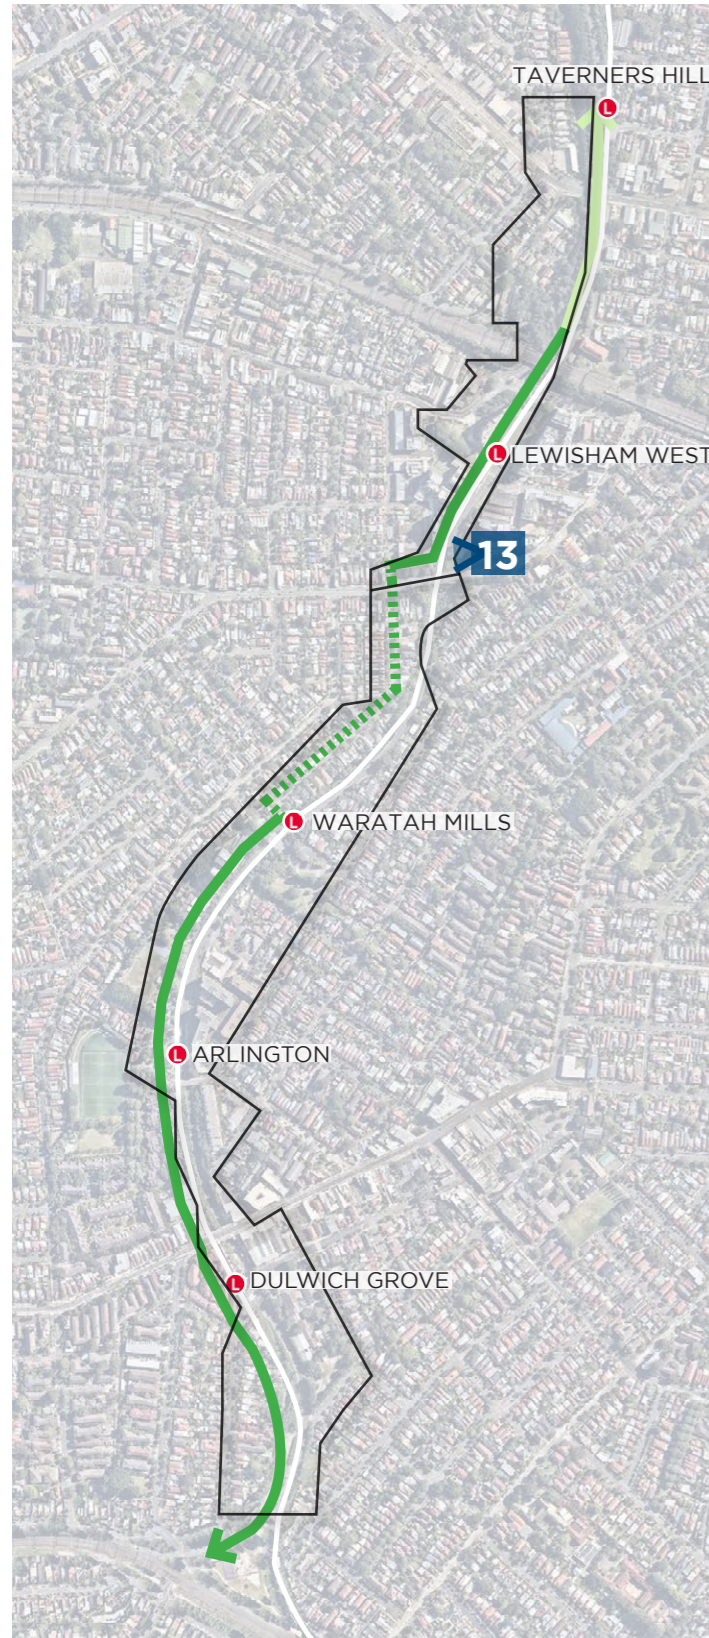 TAVERNERS HILL
L
L
LEWISHAM WEST
13
L
WARATAH MILLS
L
ARLINGTON
L
DULWICH GROVE